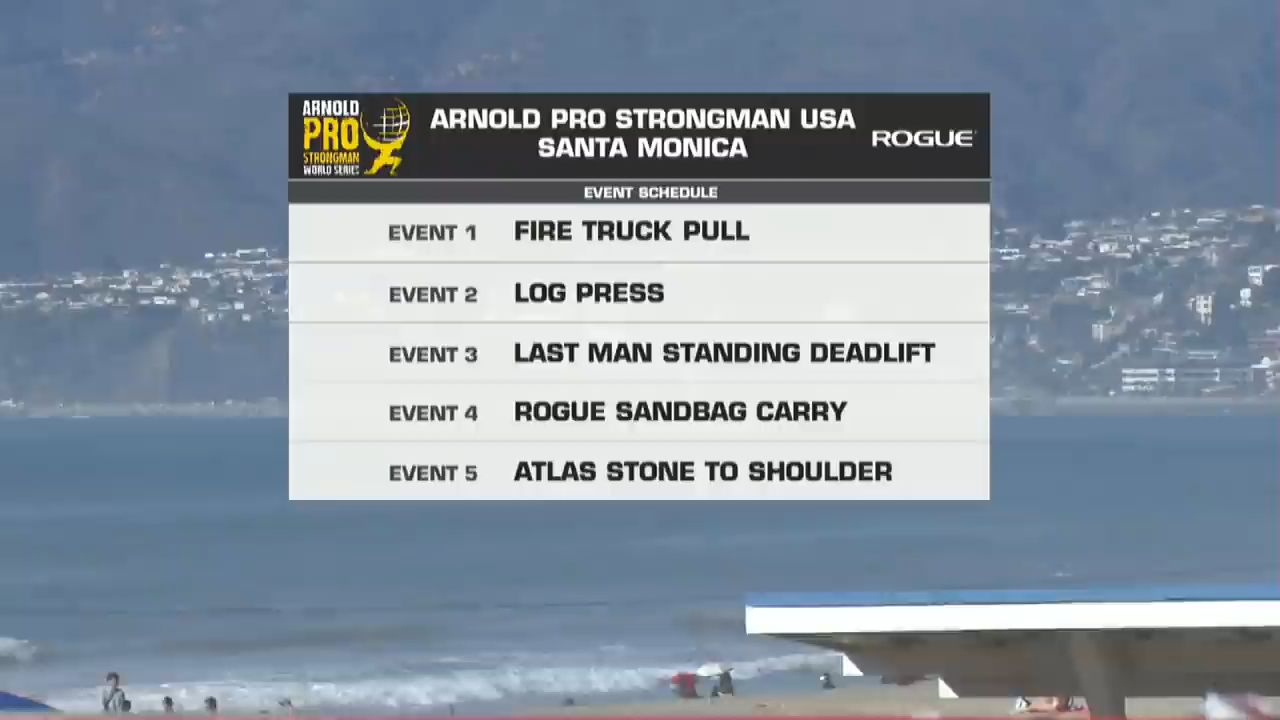 ARNOLD
PRO
STRONGMAN
WORLD SERIES
ARNOLD PRO STRONGMAN USA
SANTA MONICA
ROGUE
EVENT SCHEDULE
EVENT 1 FIRE TRUCK PULL
EVENT 2 LOG PRESS
EVENT 3 LAST MAN STANDING DEADLIFT
EVENT 4 ROGUE SANDBAG CARRY
EVENT 5 ATLAS STONE TO SHOULDER